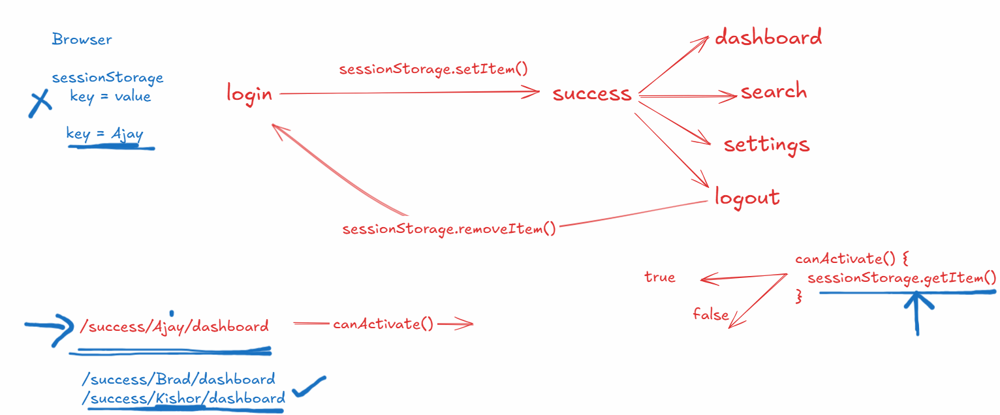 Browser
sessionStorage
key = value
key = Ajay
login
sessionStorage.setItem()
success
dashboard
search
settings
logout
sessionStorage.removeItem()
canActivate() {
sessionStorage.getItem()
}
true
false
/success/Ajay/dashboard
canActivate()
/success/Brad/dashboard
/success/Kishor/dashboard